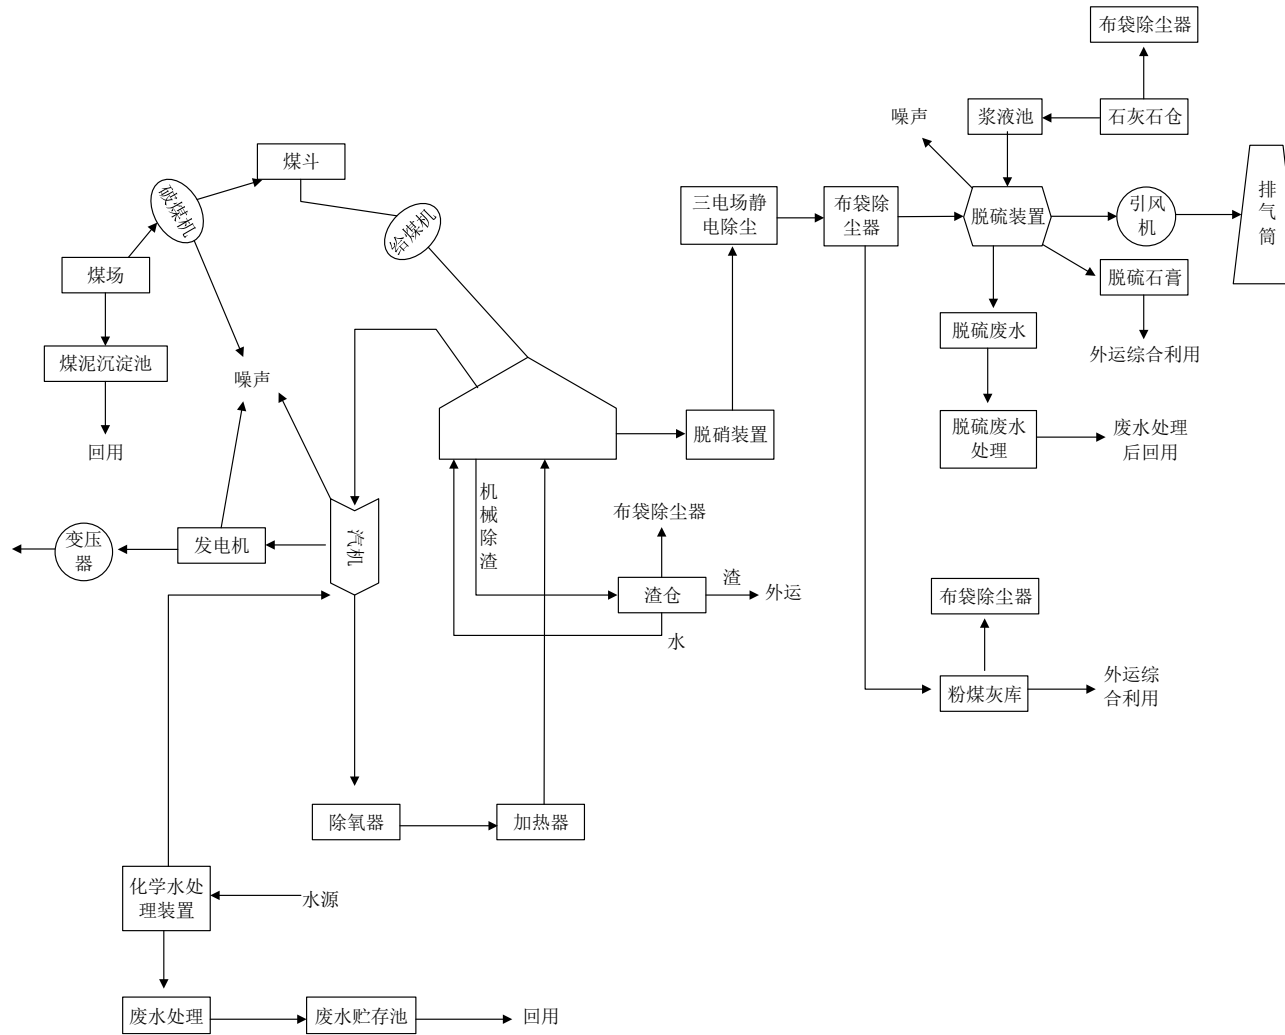 布袋除尘器
噪声
浆液池
石灰石仓
煤斗
破煤机
给煤机
三电场静
电除尘
布袋除
尘器
脱硫装置
引风
机
排
气
筒
煤场
脱硫石膏
脱硫废水
外运综合利用
煤泥沉淀池
噪声
回用
脱硝装置
脱硫废水
处理
废水处理
后回用
机
械
除
渣
布袋除尘器
变压
器
发电机
汽机
渣仓
渣
外运
水
布袋除尘器
粉煤灰库
外运综
合利用
除氧器
加热器
化学水处
理装置
水源
废水处理
废水贮存池
回用